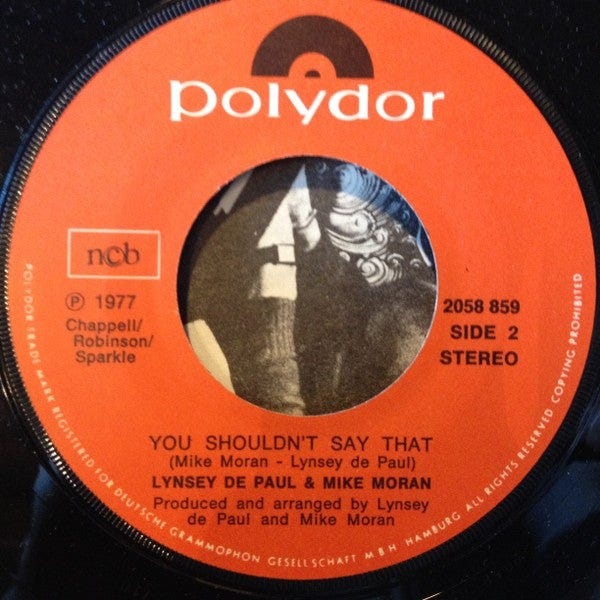 polydor
ncb
℗ 1977
Chappell/
Robinson/
Sparkle
2058 859
SIDE 2
STEREO
YOU SHOULDN'T SAY THAT
(Mike Moran - Lynsey de Paul)
LYNSEY DE PAUL & MIKE MORAN
Produced and arranged by Lynsey
de Paul and Mike Moran
POLYDOR TRADE MARK REGISTERED FOR DEUTSCHE GRAMMOPHON GESELLSCHAFT MBH HAMBURG ALL RIGHTS RESERVED COPYING PROHIBITED